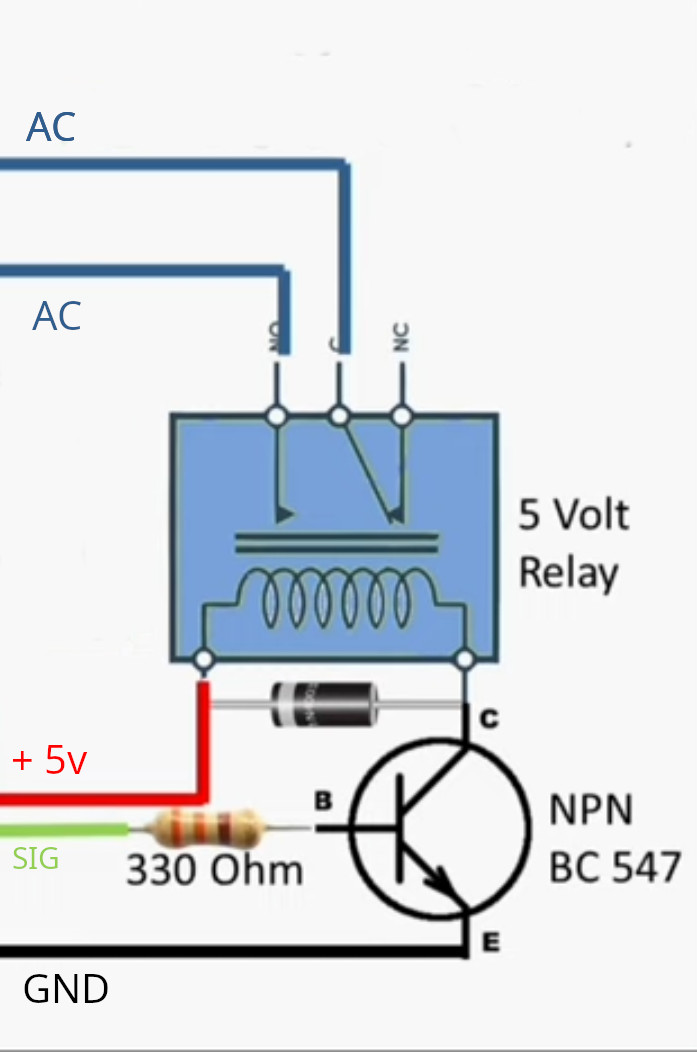 AC
AC
NO
C
NC
5 Volt
Relay
C
+ 5v
B
NPN
SIG
330 Ohm
BC 547
E
GND